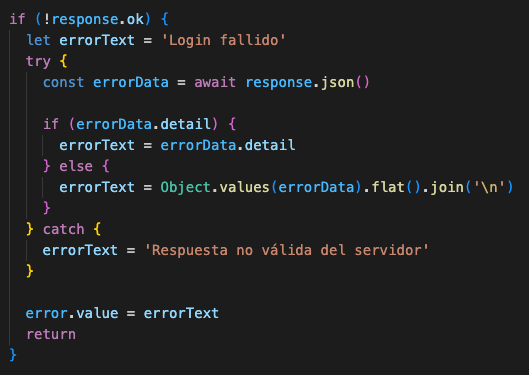 if (!response.ok) {
let errorText = 'Login fallido'
try {
const errorData = await response.json()
if (errorData.detail) {
errorText = errorData.detail
} else {
errorText = Object.values(errorData).flat().join('\n')
}
} catch {
errorText = 'Respuesta no válida del servidor'
}
error.value = errorText
return
}